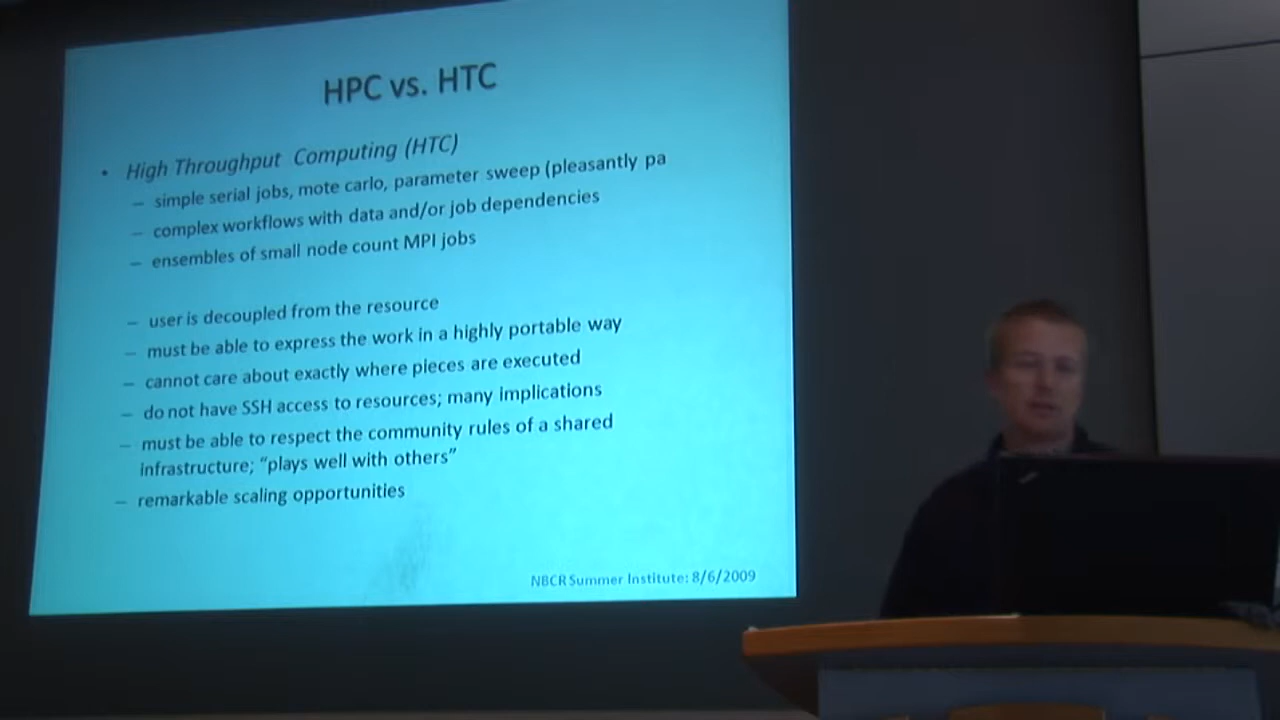 HPC vs. HTC
• High Throughput Computing (HTC)
– simple serial jobs, mote carlo, parameter sweep (pleasantly pa
– complex workflows with data and/or job dependencies
– ensembles of small node count MPI jobs
– user is decoupled from the resource
– must be able to express the work in a highly portable way
– cannot care about exactly where pieces are executed
– do not have SSH access to resources; many implications
– must be able to respect the community rules of a shared
infrastructure; “plays well with others”
– remarkable scaling opportunities
NBCR Summer Institute: 8/6/2009